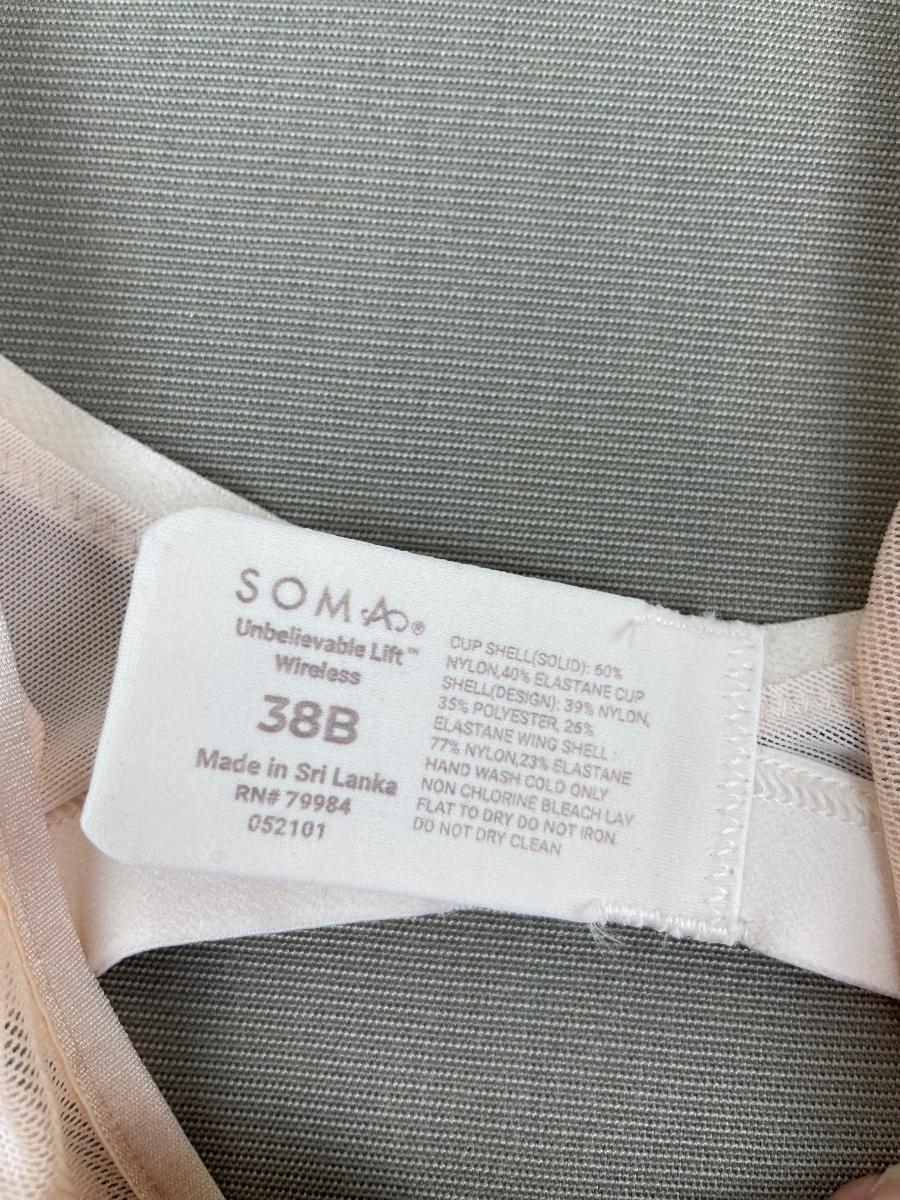 SOMA®
Unbelievable Lift™
Wireless
38B
Made in Sri Lanka
RN# 79984
052101
CUP SHELL(SOLID): 60%
NYLON,40% ELASTANE CUP
SHELL(DESIGN): 39% NYLON,
35% POLYESTER, 26%
ELASTANE WING SHELL :
77% NYLON,23% ELASTANE
HAND WASH COLD ONLY
NON CHLORINE BLEACH LAY
FLAT TO DRY DO NOT IRON
DO NOT DRY CLEAN